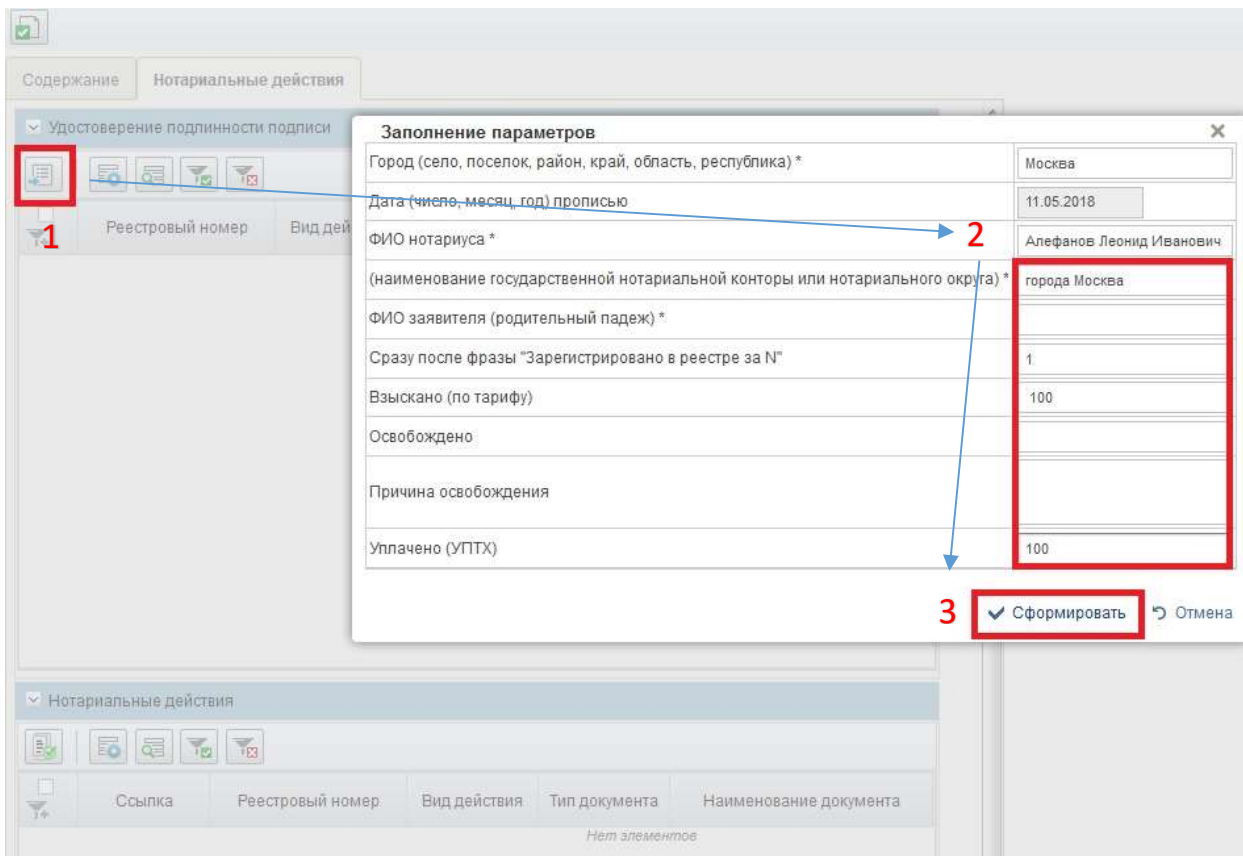 Содержание Нотариальные действия
Удостоверение подлинности подписи
1
Реестровый номер Вид дей
Заполнение параметров
Город (село, поселок, район, край, область, республика) * Москва
Дата (число, месяц, год) прописью 11.05.2018
ФИО нотариуса * 2 Алефанов Леонид Иванович
(наименование государственной нотариальной конторы или нотариального округа) * города Москва
ФИО заявителя (родительный падеж) *
Сразу после фразы "Зарегистрировано в реестре за N" 1
Взыскано (по тарифу) 100
Освобождено
Причина освобождения
Уплачено (УПТХ) 100
3 Сформировать Отмена
Нотариальные действия
Ссылка Реестровый номер Вид действия Тип документа Наименование документа
Нет элементов